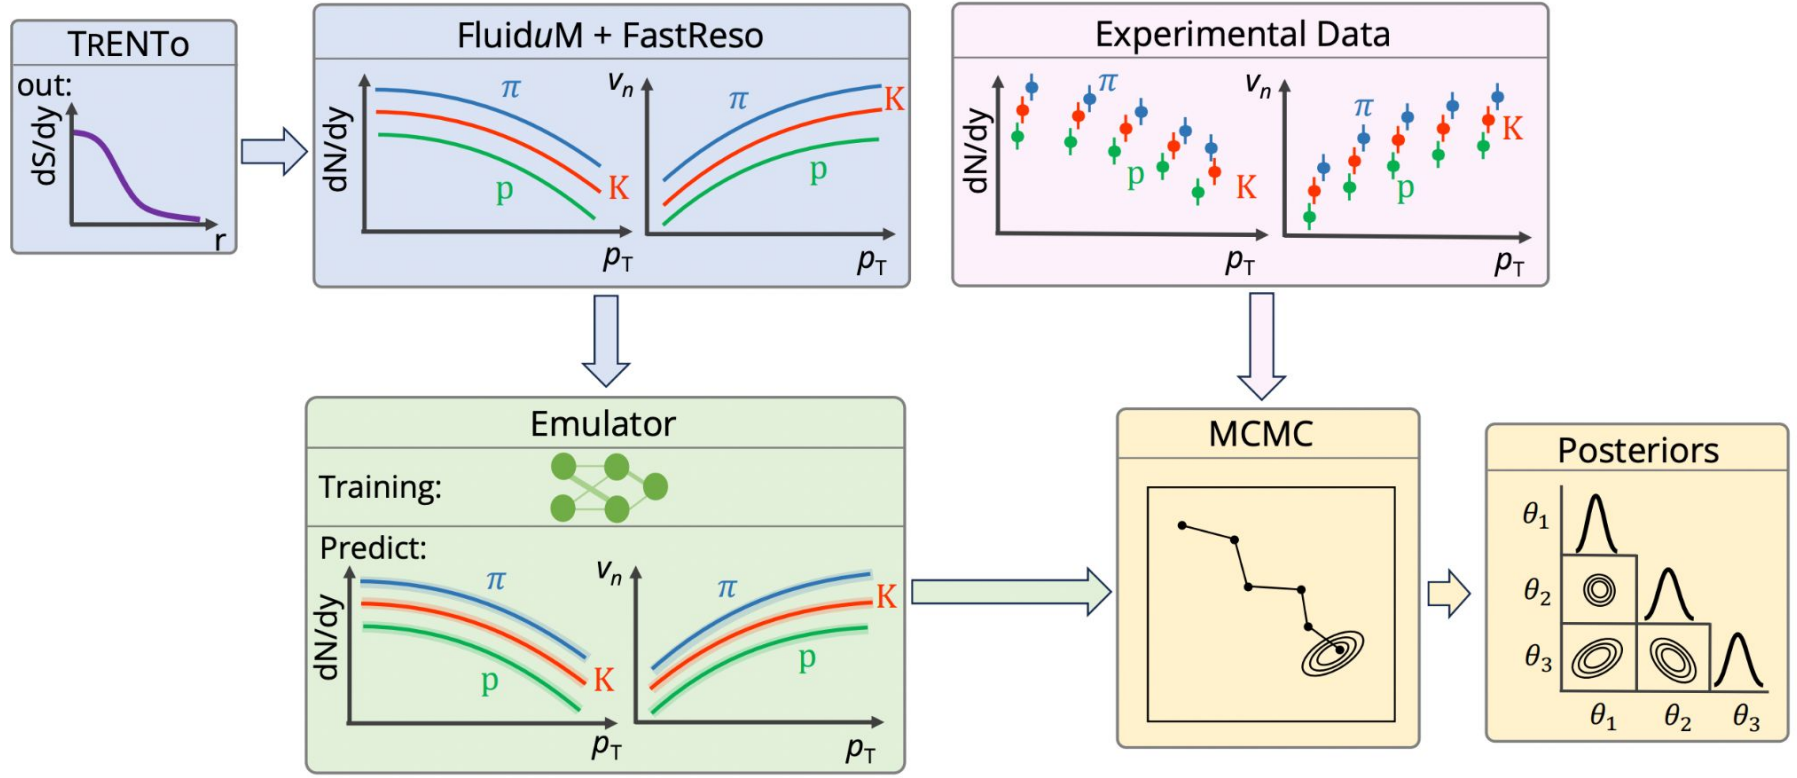 TRENTo
out:
dS/dy
r
FluiduM + FastReso
dN/dy
π
K
p
pT
vn
π
K
p
pT
Experimental Data
dN/dy
π
p
K
pT
vn
π
K
p
pT
Emulator
Training:
Predict:
dN/dy
π
K
p
pT
vn
π
K
p
pT
MCMC
Posteriors
θ1
θ2
θ3
θ1 θ2 θ3